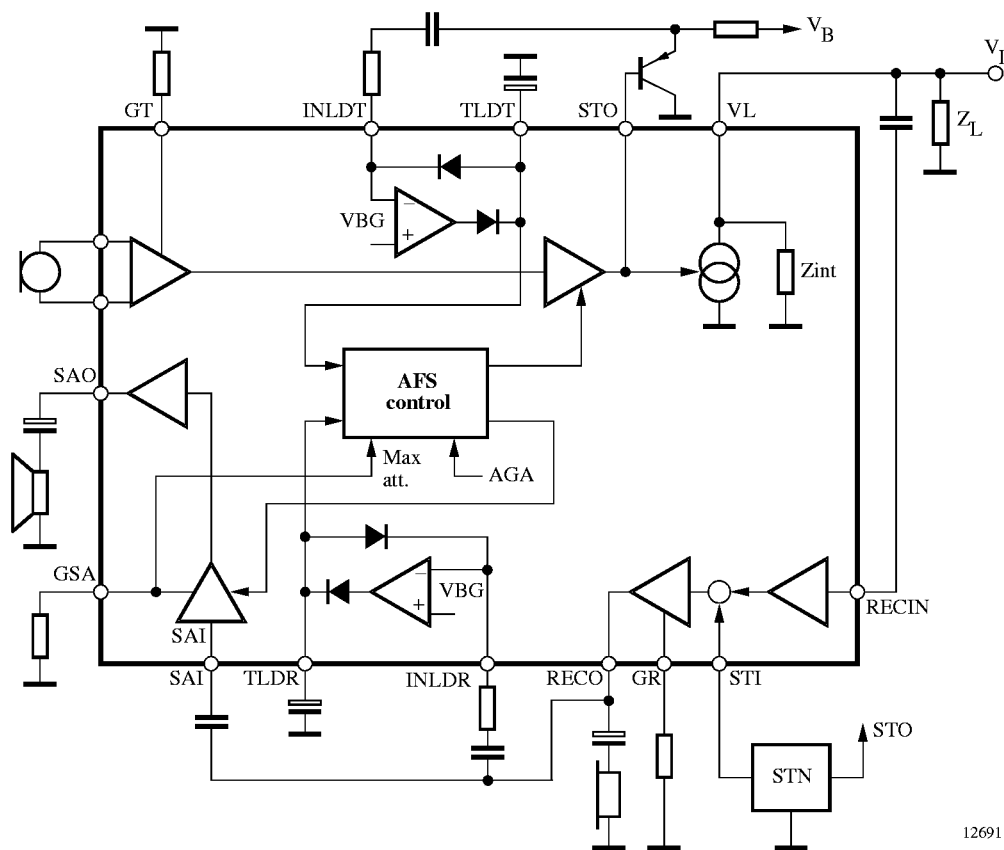 V_B
V_I
GT
INLDT
TLDT
STO
VL
Z_L
VBG
−
+
Zint
SAO
AFS
control
Max
att.
AGA
GSA
VBG
−
+
RECIN
SAI
SAI
TLDR
INLDR
RECO
GR
STI
STO
STN
12691